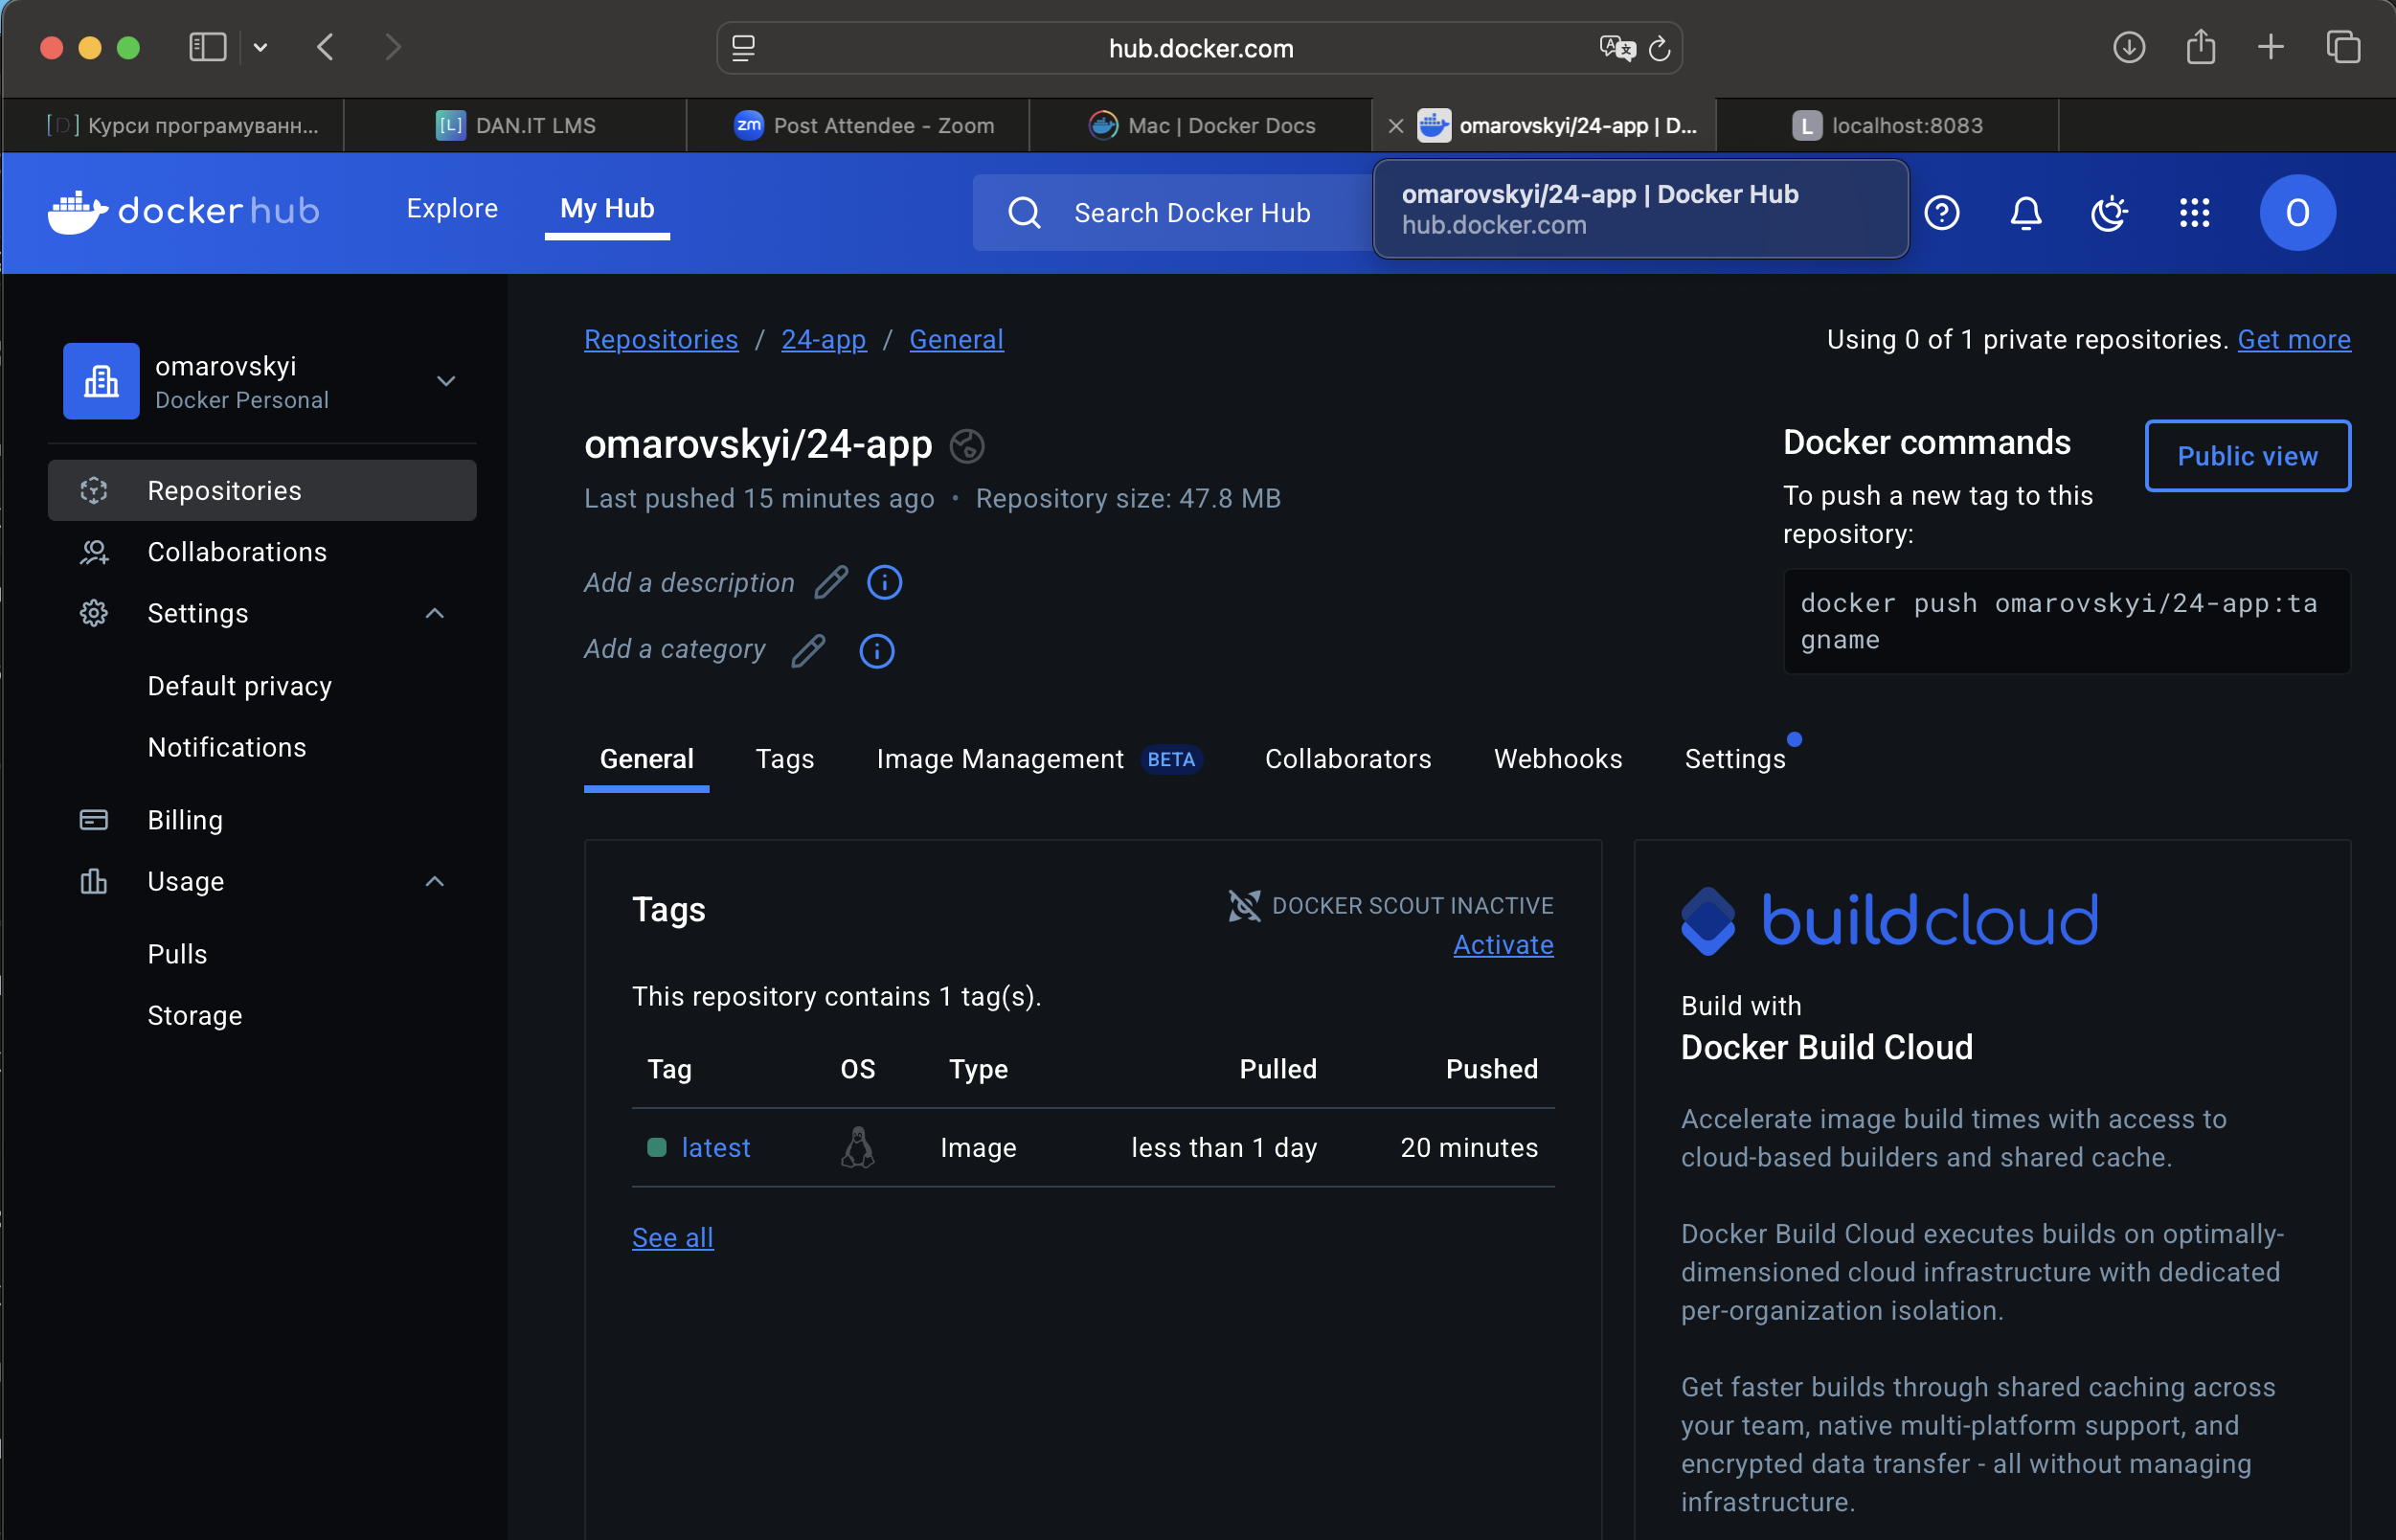 hub.docker.com
[D] Курси програмуванн...
[L] DAN.IT LMS
zm Post Attendee - Zoom
Mac | Docker Docs
omarovskyi/24-app | D...
L localhost:8083
dockerhub
Explore
My Hub
Search Docker Hub
omarovskyi/24-app | Docker Hub
hub.docker.com
O
omarovskyi
Docker Personal
Repositories
Collaborations
Settings
Default privacy
Notifications
Billing
Usage
Pulls
Storage
Repositories / 24-app / General
Using 0 of 1 private repositories. Get more
omarovskyi/24-app
Last pushed 15 minutes ago • Repository size: 47.8 MB
Add a description
Add a category
Docker commands
Public view
To push a new tag to this
repository:
docker push omarovskyi/24-app:ta
gname
General
Tags
Image Management BETA
Collaborators
Webhooks
Settings
Tags
DOCKER SCOUT INACTIVE
Activate
This repository contains 1 tag(s).
Tag OS Type Pulled Pushed
latest Image less than 1 day 20 minutes
See all
buildcloud
Build with
Docker Build Cloud
Accelerate image build times with access to
cloud-based builders and shared cache.
Docker Build Cloud executes builds on optimally-
dimensioned cloud infrastructure with dedicated
per-organization isolation.
Get faster builds through shared caching across
your team, native multi-platform support, and
encrypted data transfer - all without managing
infrastructure.